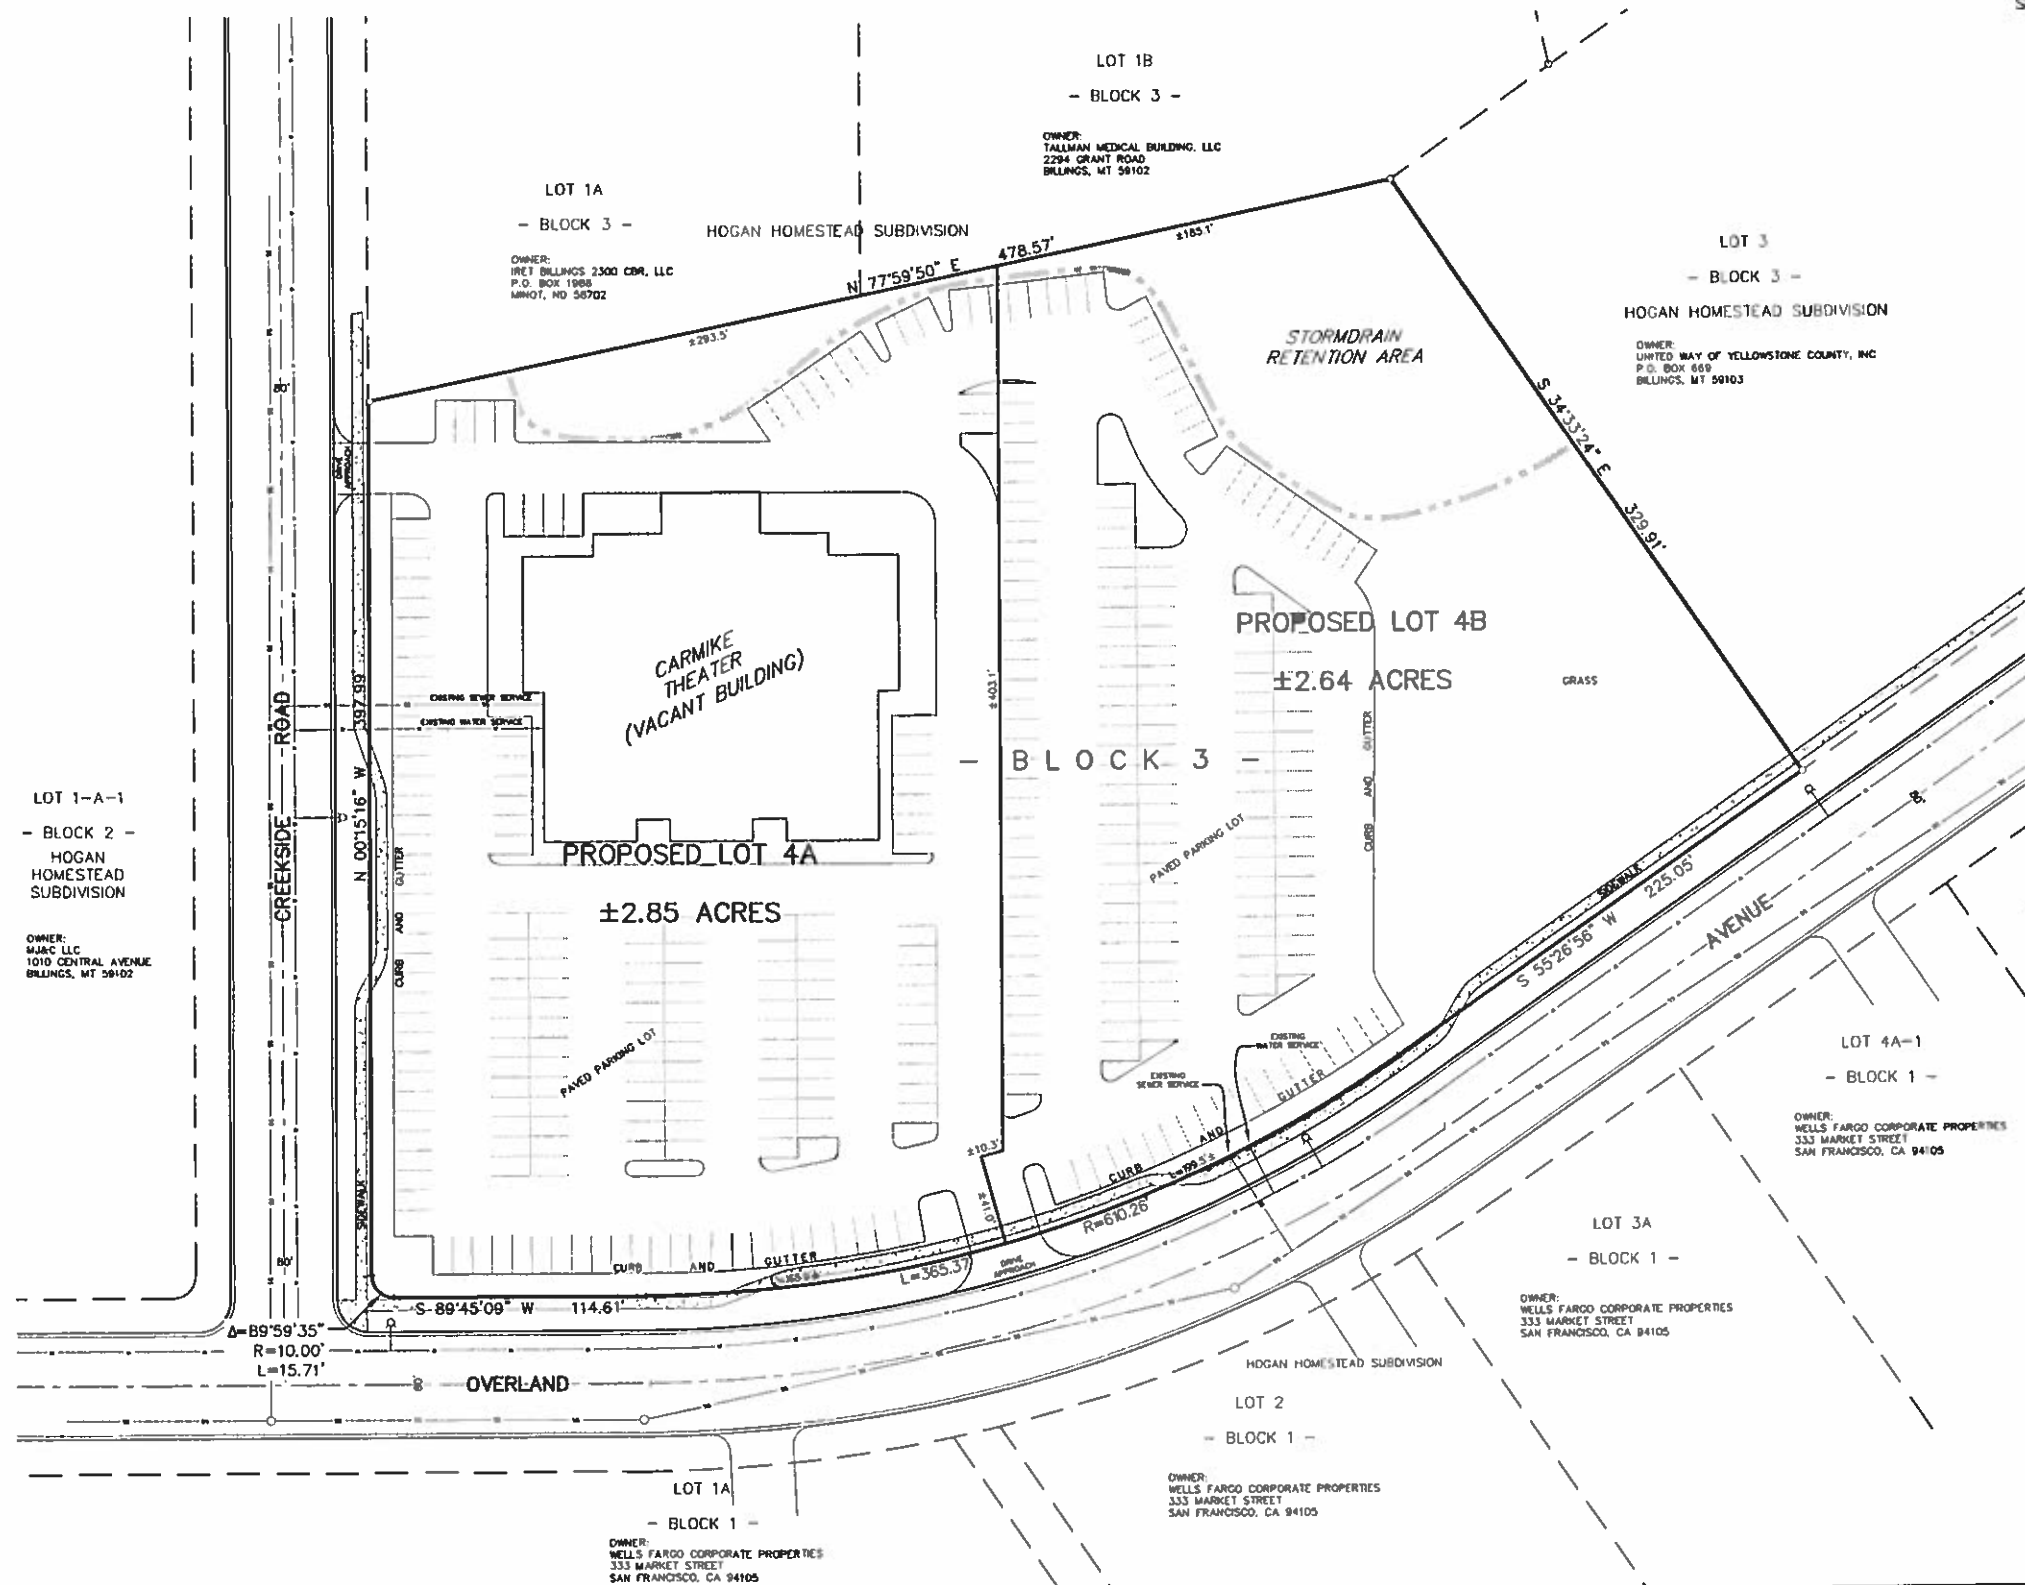 LOT 1B
- BLOCK 3 -
OWNER:
TALLMAN MEDICAL BUILDING, LLC
2294 GRANT ROAD
BILLINGS, MT 59102
LOT 1A
- BLOCK 3 -
OWNER:
IRET BILLINGS 2300 CBR, LLC
P.O. BOX 1988
MINOT, ND 58702
HOGAN HOMESTEAD SUBDIVISION
N 77°59'50" E
478.57'
±185.1'
±293.5'
LOT 3
- BLOCK 3 -
HOGAN HOMESTEAD SUBDIVISION
OWNER:
UNITED WAY OF YELLOWSTONE COUNTY, INC
P.O. BOX 669
BILLINGS, MT 59103
STORMDRAIN
RETENTION AREA
S 34°33'24" E
329.91'
80'
DRIVE
APPROACH
CARMIKE
THEATER
(VACANT BUILDING)
EXISTING SEWER SERVICE
EXISTING WATER SERVICE
PROPOSED LOT 4B
±2.64 ACRES
GRASS
±403.1'
- BLOCK 3 -
CURB AND GUTTER
PAVED PARKING LOT
CREEKSIDE ROAD
N 00°15'16" W 397.99'
CURB AND GUTTER
PROPOSED LOT 4A
±2.85 ACRES
PAVED PARKING LOT
LOT 1-A-1
- BLOCK 2 -
HOGAN
HOMESTEAD
SUBDIVISION
OWNER:
MJ&C LLC
1010 CENTRAL AVENUE
BILLINGS, MT 59102
80'
SIDEWALK
S 55°26'56" W 225.05'
AVENUE
EXISTING
WATER SERVICE
EXISTING
SEWER SERVICE
±10.3'
±41.0'
CURB AND GUTTER
L=199.5'±
R=610.26'
L=365.37'
DRIVE
APPROACH
CURB AND GUTTER
SIDEWALK
80'
S 89°45'09" W 114.61'
Δ=89°59'35"
R=10.00'
L=15.71'
OVERLAND
LOT 4A-1
- BLOCK 1 -
OWNER:
WELLS FARGO CORPORATE PROPERTIES
333 MARKET STREET
SAN FRANCISCO, CA 94105
LOT 3A
- BLOCK 1 -
OWNER:
WELLS FARGO CORPORATE PROPERTIES
333 MARKET STREET
SAN FRANCISCO, CA 94105
HOGAN HOMESTEAD SUBDIVISION
LOT 2
- BLOCK 1 -
OWNER:
WELLS FARGO CORPORATE PROPERTIES
333 MARKET STREET
SAN FRANCISCO, CA 94105
LOT 1A
- BLOCK 1 -
OWNER:
WELLS FARGO CORPORATE PROPERTIES
333 MARKET STREET
SAN FRANCISCO, CA 94105